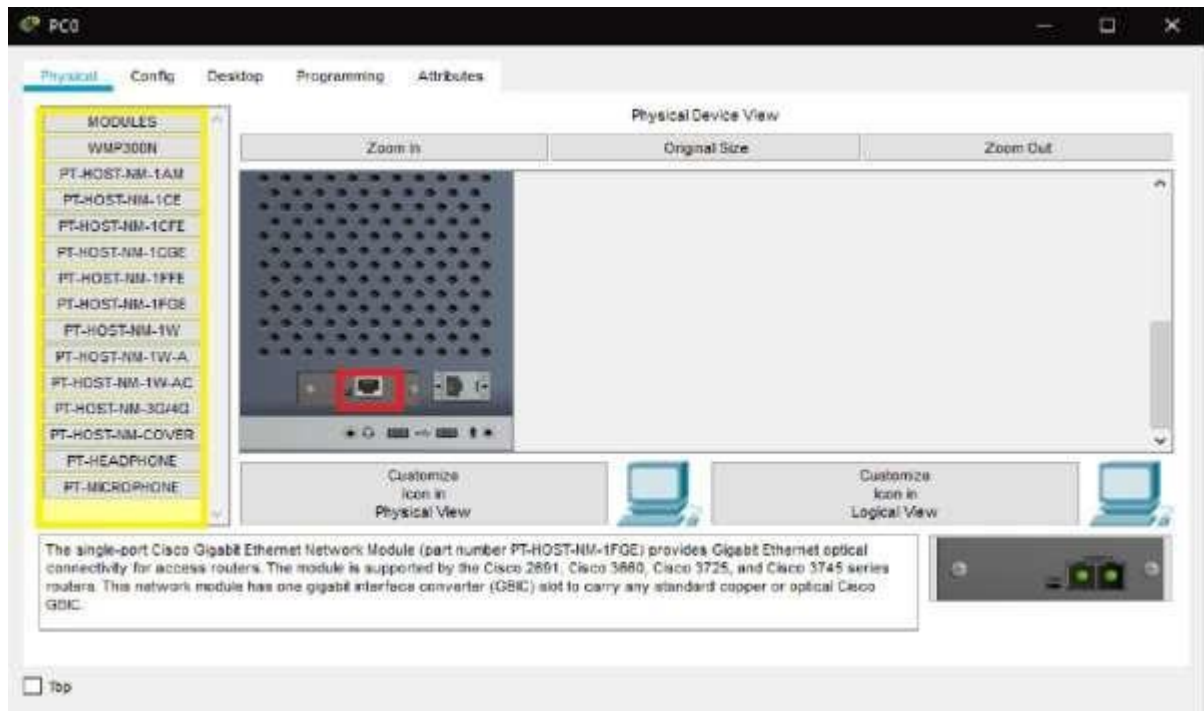 PC0
Physical Config Desktop Programming Attributes
MODULES
WMP300N
PT-HOST-NM-1AM
PT-HOST-NM-1CE
PT-HOST-NM-1CFE
PT-HOST-NM-1CGE
PT-HOST-NM-1FFE
PT-HOST-NM-1FGE
PT-HOST-NM-1W
PT-HOST-NM-1W-A
PT-HOST-NM-1W-AC
PT-HOST-NM-3G/4G
PT-HOST-NM-COVER
PT-HEADPHONE
PT-MICROPHONE
Physical Device View
Zoom In Original Size Zoom Out
Customize
Icon in
Physical View
Customize
Icon in
Logical View
The single-port Cisco Gigabit Ethernet Network Module (part number PT-HOST-NM-1FGE) provides Gigabit Ethernet optical
connectivity for access routers. The module is supported by the Cisco 2691, Cisco 3660, Cisco 3725, and Cisco 3745 series
routers. This network module has one gigabit interface converter (GBIC) slot to carry any standard copper or optical Cisco
GBIC.
Top